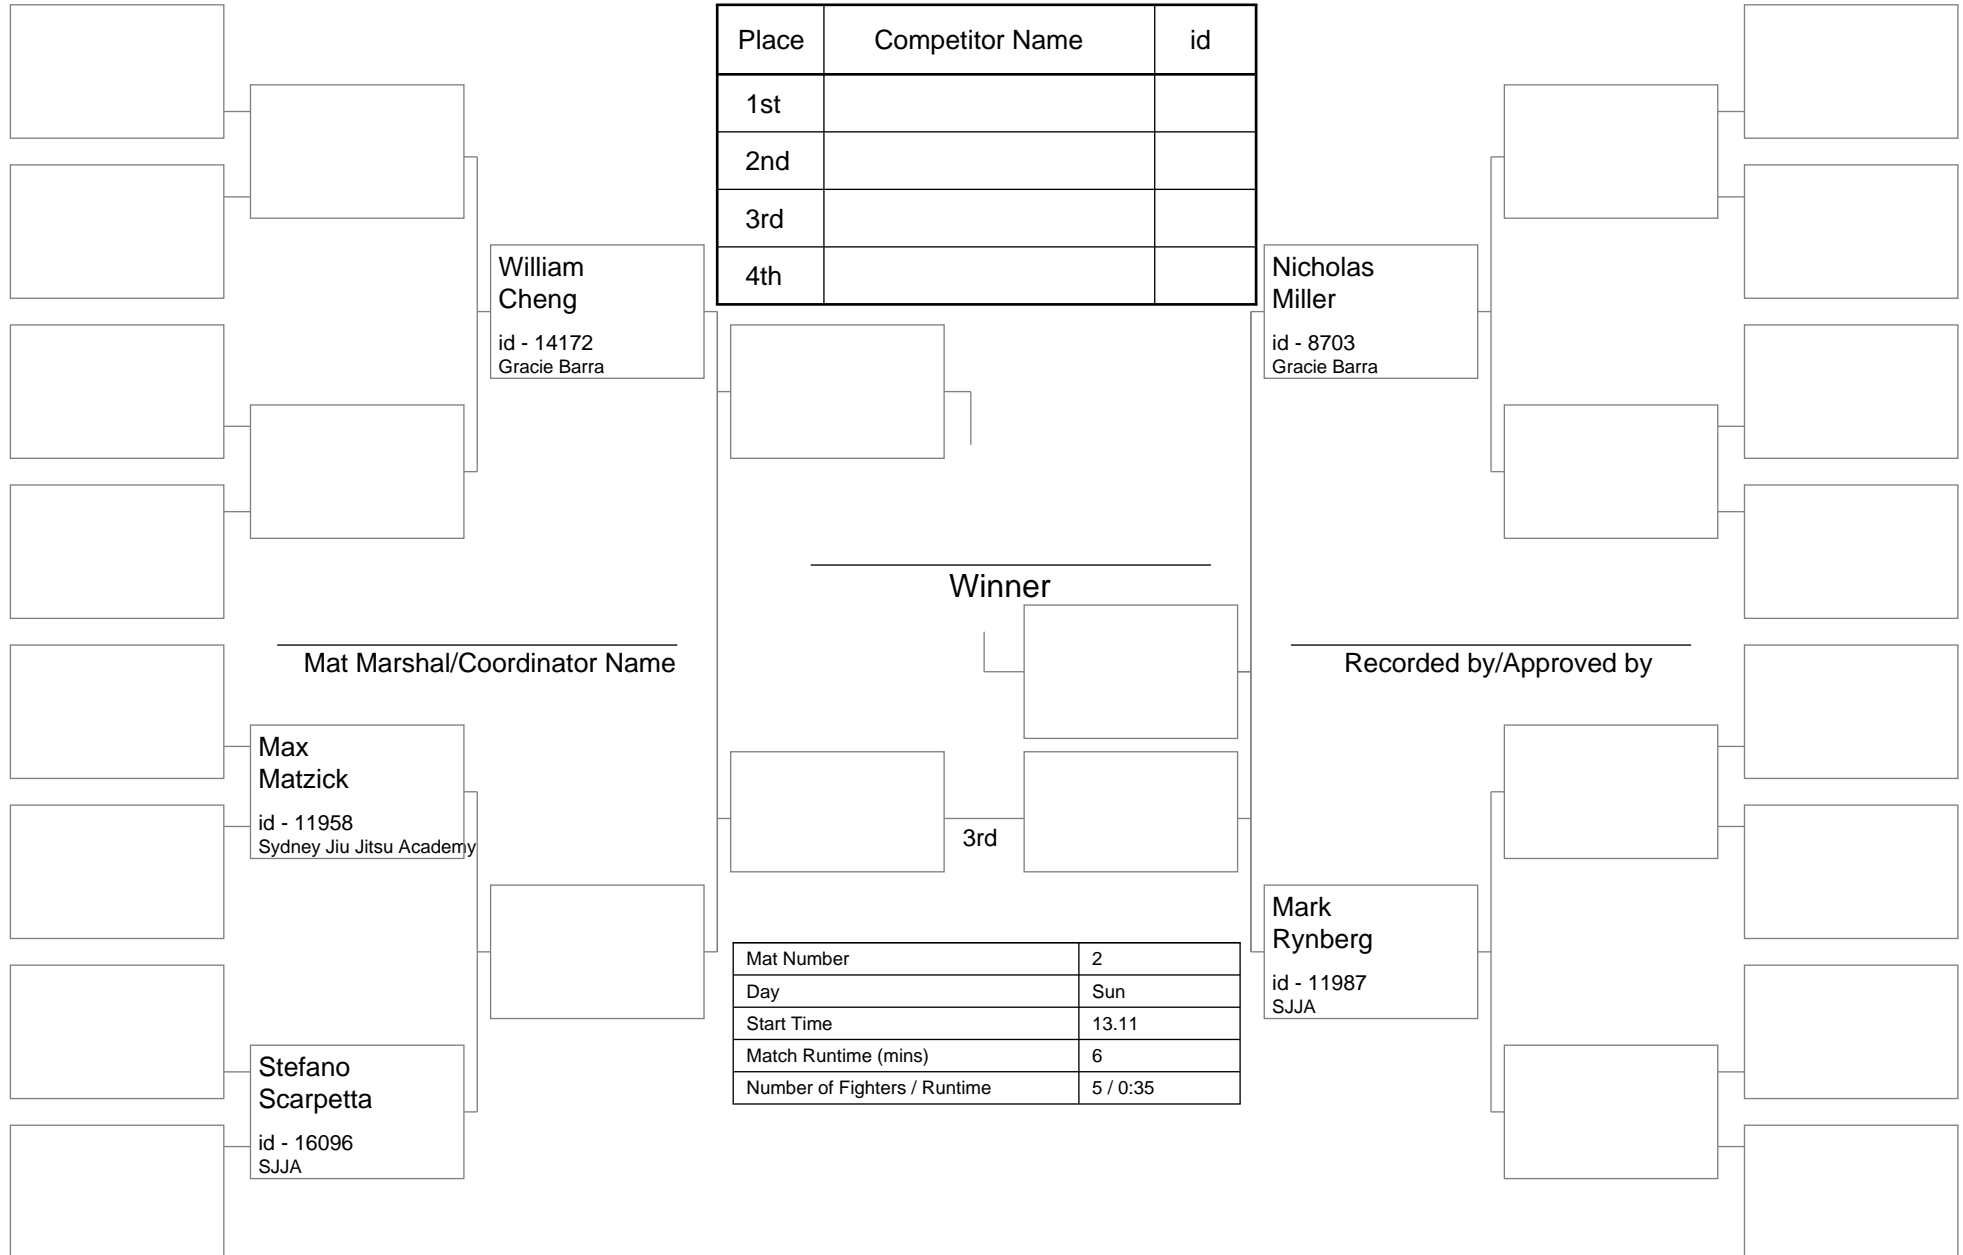 Place Competitor Name id
1st
2nd
3rd
4th
William
Cheng
id - 14172
Gracie Barra
Nicholas
Miller
id - 8703
Gracie Barra
Winner
Mat Marshal/Coordinator Name
Recorded by/Approved by
Max
Matzick
id - 11958
Sydney Jiu Jitsu Academy
3rd
Mark
Rynberg
id - 11987
SJJA
Mat Number 2
Day Sun
Start Time 13.11
Match Runtime (mins) 6
Number of Fighters / Runtime 5 / 0:35
Stefano
Scarpetta
id - 16096
SJJA